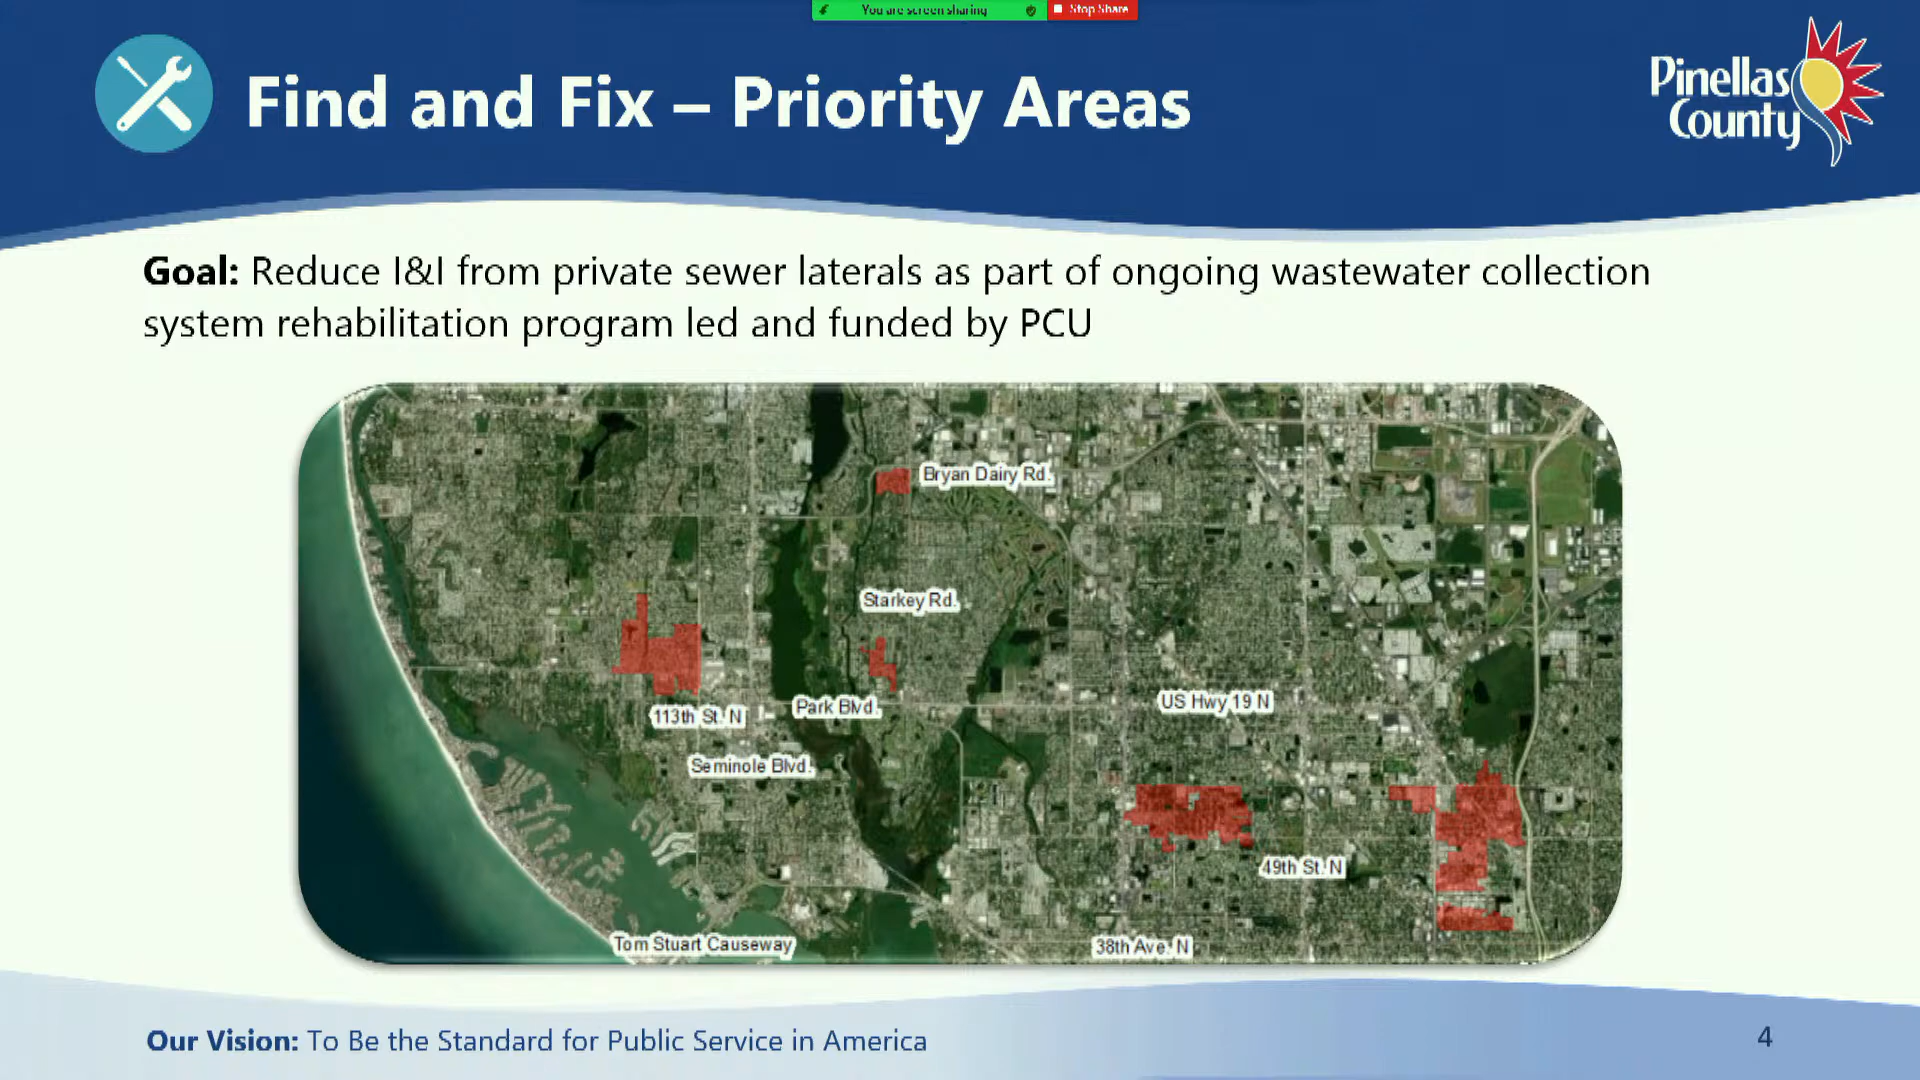 You are screen sharing
Stop Share
Find and Fix – Priority Areas
Pinellas
County
Goal: Reduce I&I from private sewer laterals as part of ongoing wastewater collection
system rehabilitation program led and funded by PCU
Bryan Dairy Rd.
Starkey Rd.
US Hwy 19 N
Park Blvd.
113th St. N
Seminole Blvd.
49th St. N
Tom Stuart Causeway
38th Ave. N
Our Vision: To Be the Standard for Public Service in America
4